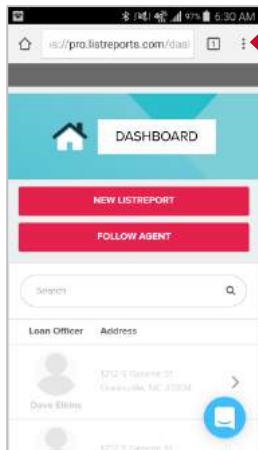 97% 6:30 AM
s://pro.listreports.com/dasl 1
DASHBOARD
NEW LISTREPORT
FOLLOW AGENT
Search
Loan Officer Address
Dave Elkins